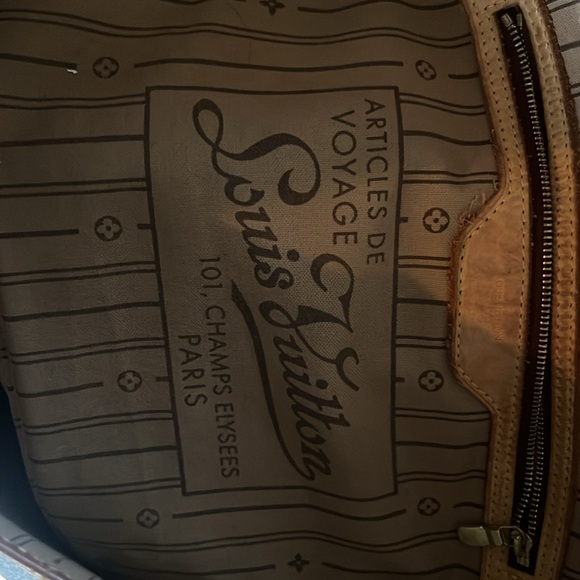 ARTICLES DE
VOYAGE
Louis Vuitton
101, CHAMPS ELYSEES
PARIS